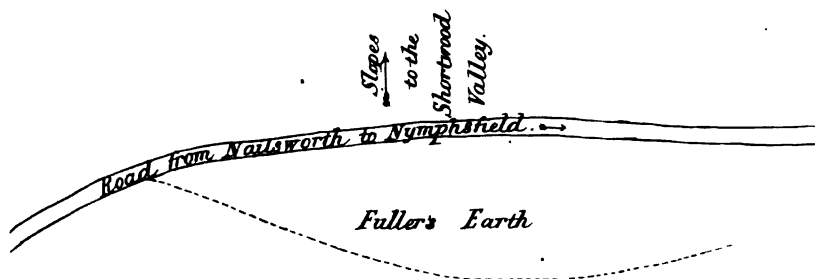 Slopes
to the
Shortwood
Valley.
Road from Nailsworth to Nymphsfield.
Fuller's Earth